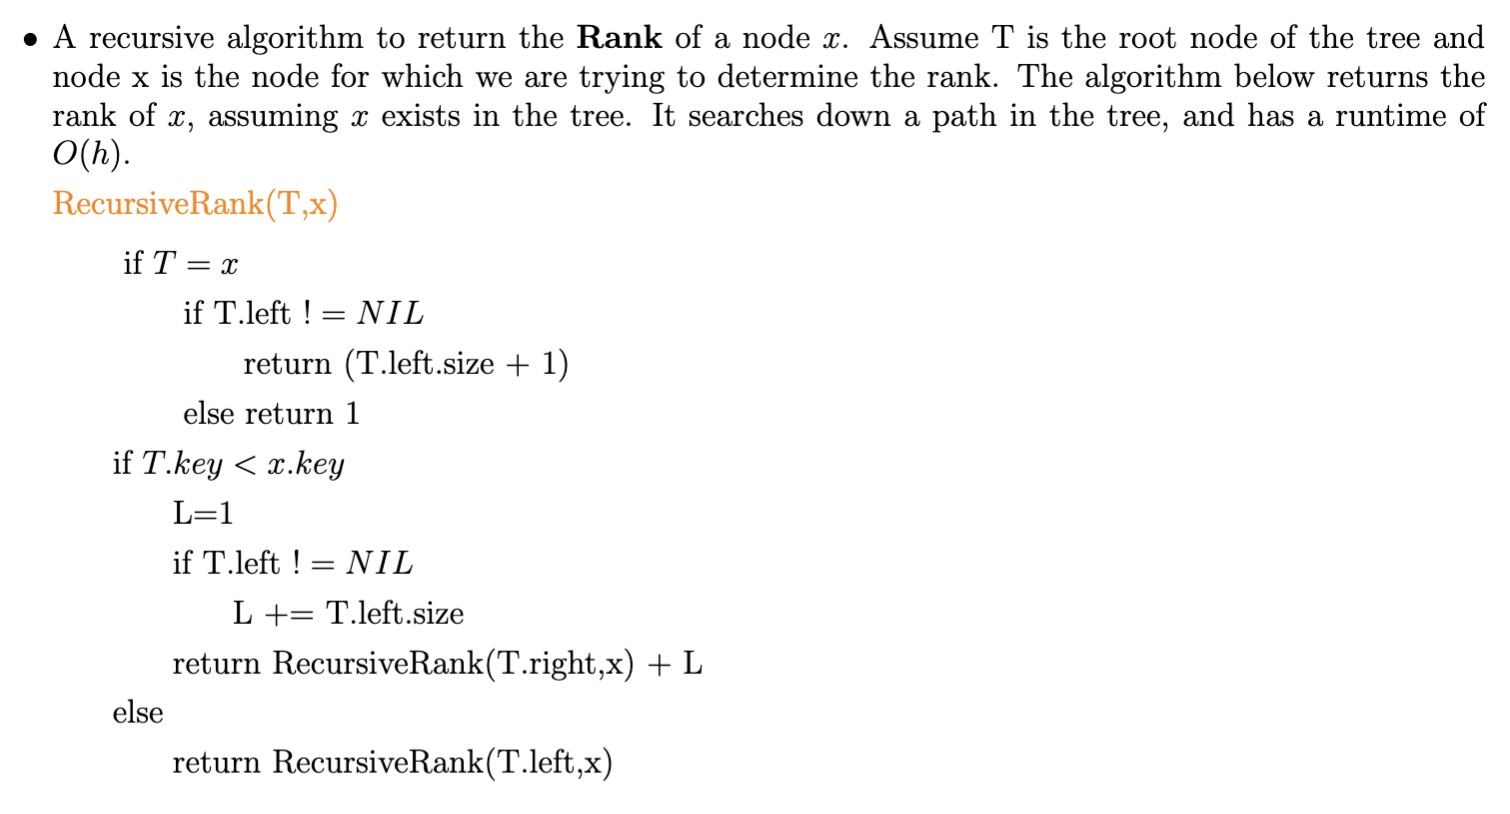 • A recursive algorithm to return the Rank of a node x. Assume T is the root node of the tree and
node x is the node for which we are trying to determine the rank. The algorithm below returns the
rank of x, assuming x exists in the tree. It searches down a path in the tree, and has a runtime of
O(h).
RecursiveRank(T,x)
if T = x
if T.left ! = NIL
return (T.left.size + 1)
else return 1
if T.key < x.key
L=1
if T.left ! = NIL
L += T.left.size
return RecursiveRank(T.right,x) + L
else
return RecursiveRank(T.left,x)